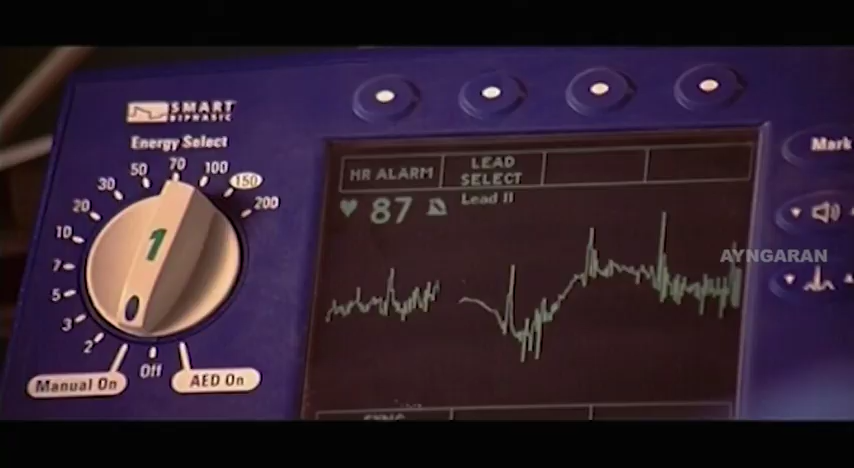 SMART
BIPHASIC
Energy Select
2
3
5
7
10
20
30
50
70
100
150
200
1
Manual On
Off
AED On
HR ALARM
LEAD
SELECT
87
Lead II
Mark
AYNGARAN
SYNC